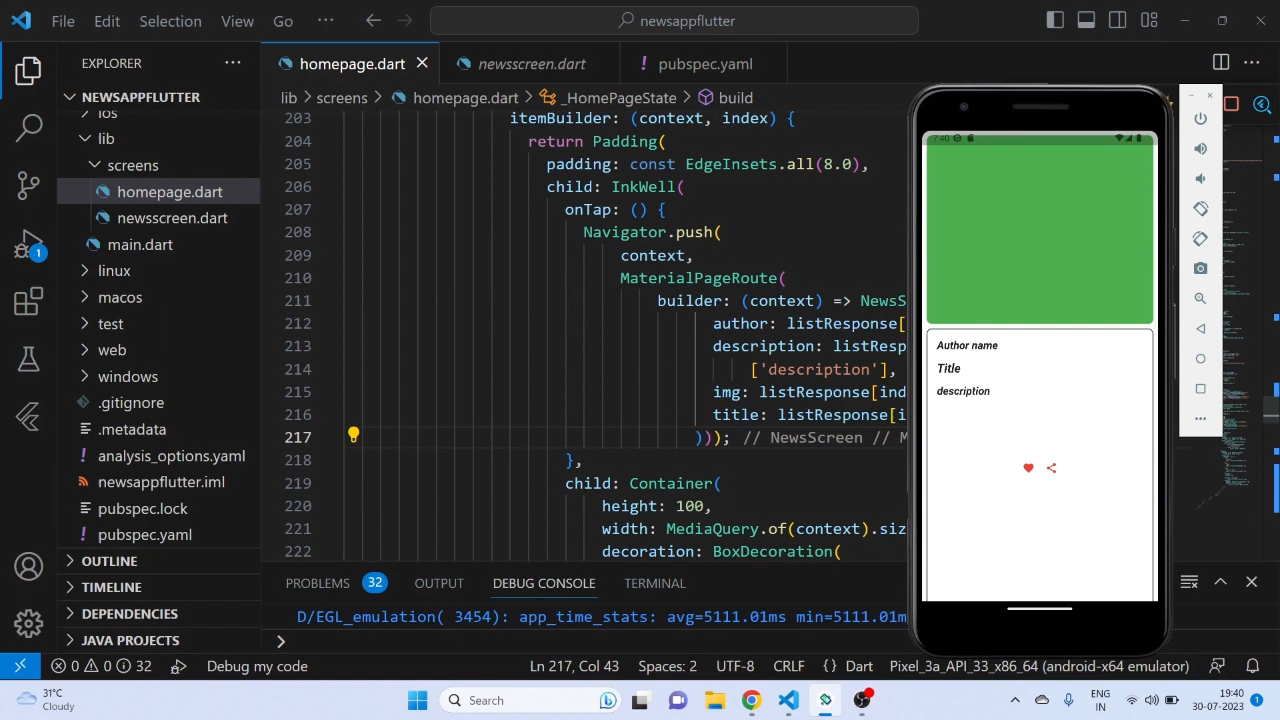 File Edit Selection View Go ··· newsappflutter
EXPLORER ···
homepage.dart newsscreen.dart ! pubspec.yaml
NEWSAPPFLUTTER
lib > screens > homepage.dart > _HomePageState > build
ios
lib
screens
homepage.dart
newsscreen.dart
main.dart
linux
macos
test
web
windows
.gitignore
.metadata
! analysis_options.yaml
newsappflutter.iml
pubspec.lock
! pubspec.yaml
OUTLINE
TIMELINE
DEPENDENCIES
JAVA PROJECTS
1
203 itemBuilder: (context, index) {
204 return Padding(
205 padding: const EdgeInsets.all(8.0),
206 child: InkWell(
207 onTap: () {
208 Navigator.push(
209 context,
210 MaterialPageRoute(
211 builder: (context) => NewsS
212 author: listResponse[
213 description: listResp
214 ['description'],
215 img: listResponse[ind
216 title: listResponse[i
217 ))); // NewsScreen // M
218 },
219 child: Container(
220 height: 100,
221 width: MediaQuery.of(context).siz
222 decoration: BoxDecoration(
7:40
Author name
Title
description
PROBLEMS 32 OUTPUT DEBUG CONSOLE TERMINAL
D/EGL_emulation( 3454): app_time_stats: avg=5111.01ms min=5111.01m
>
0 0 32 Debug my code Ln 217, Col 43 Spaces: 2 UTF-8 CRLF {} Dart Pixel_3a_API_33_x86_64 (android-x64 emulator)
31°C
Cloudy
Search
ENG
IN
19:40
30-07-2023
1